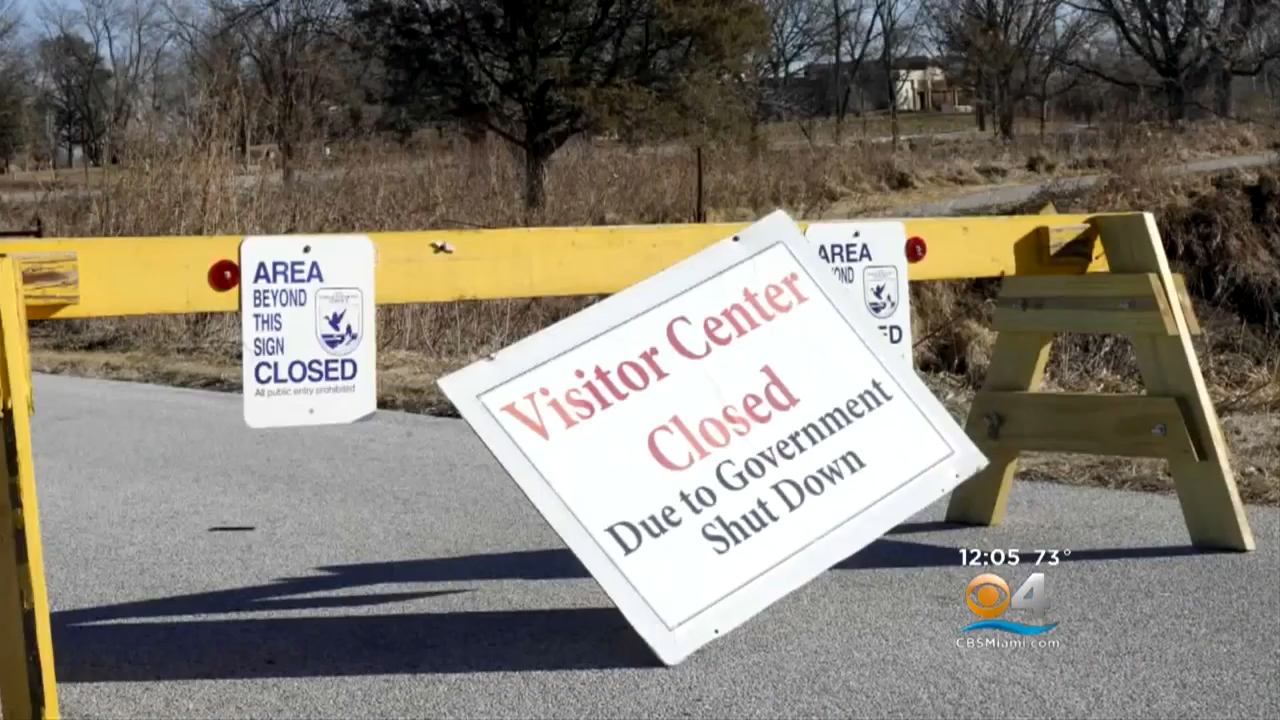 AREA
BEYOND
THIS
SIGN
CLOSED
All public entry prohibited
Visitor Center
Closed
Due to Government
Shut Down
AREA
OND
ED
12:05 73°
4
CBSMiami.com